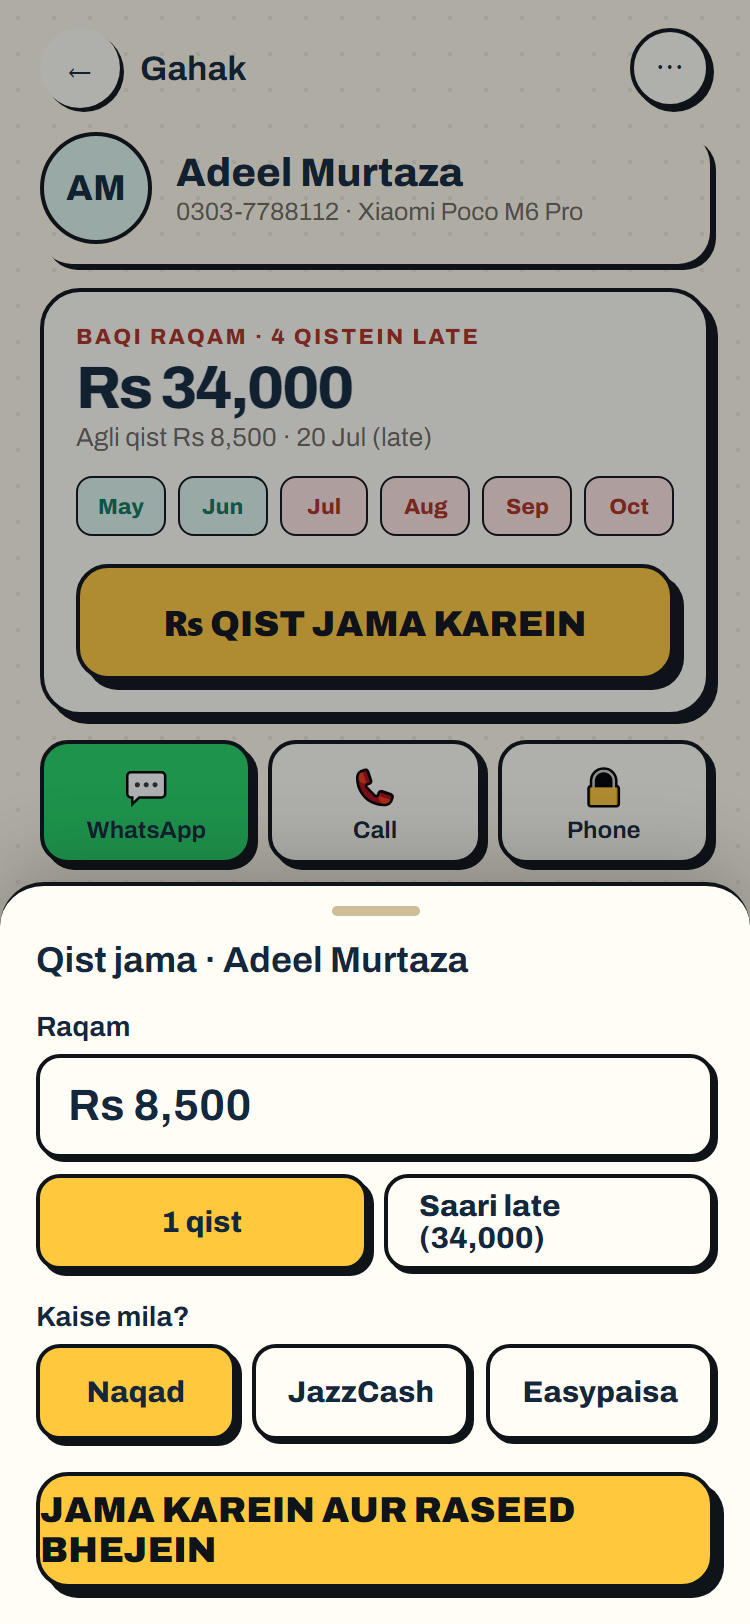 ←
Gahak
...
AM
Adeel Murtaza
0303-7788112 · Xiaomi Poco M6 Pro
BAQI RAQAM · 4 QISTEIN LATE
Rs 34,000
Agli qist Rs 8,500 · 20 Jul (late)
May
Jun
Jul
Aug
Sep
Oct
₨ QIST JAMA KAREIN
WhatsApp
Call
Phone
Qist jama · Adeel Murtaza
Raqam
Rs 8,500
1 qist
Saari late
(34,000)
Kaise mila?
Naqad
JazzCash
Easypaisa
JAMA KAREIN AUR RASEED
BHEJEIN